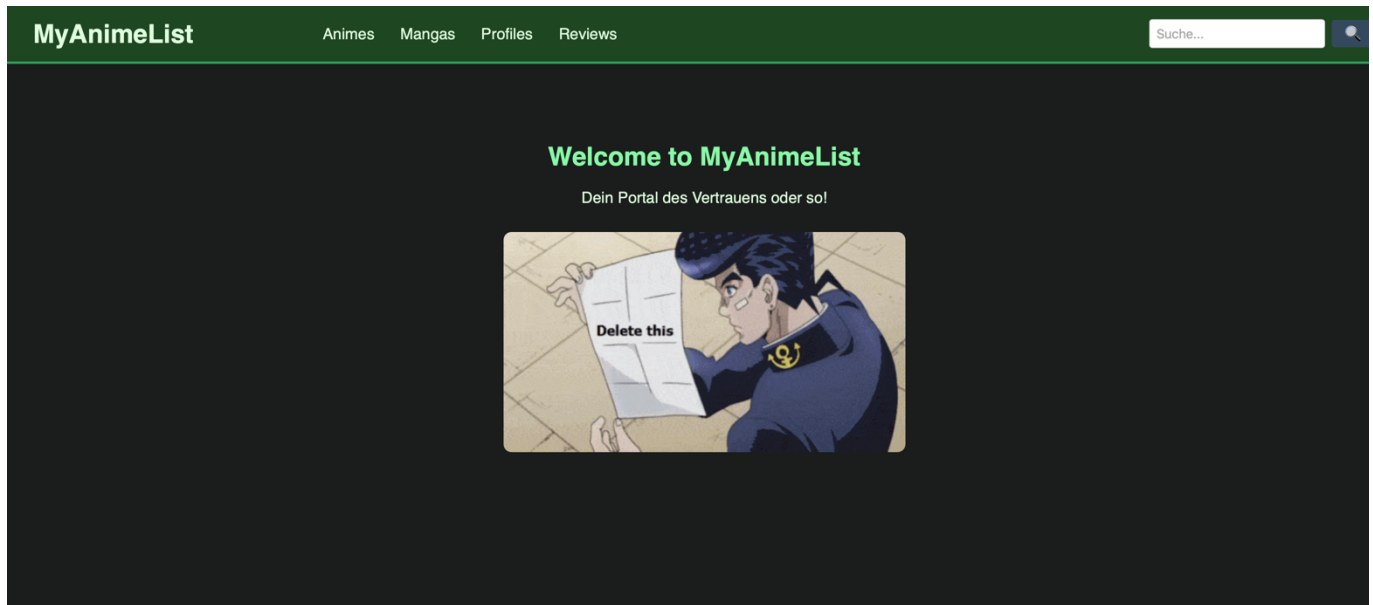 MyAnimeList
Animes Mangas Profiles Reviews
Suche...
Welcome to MyAnimeList
Dein Portal des Vertrauens oder so!
Delete this